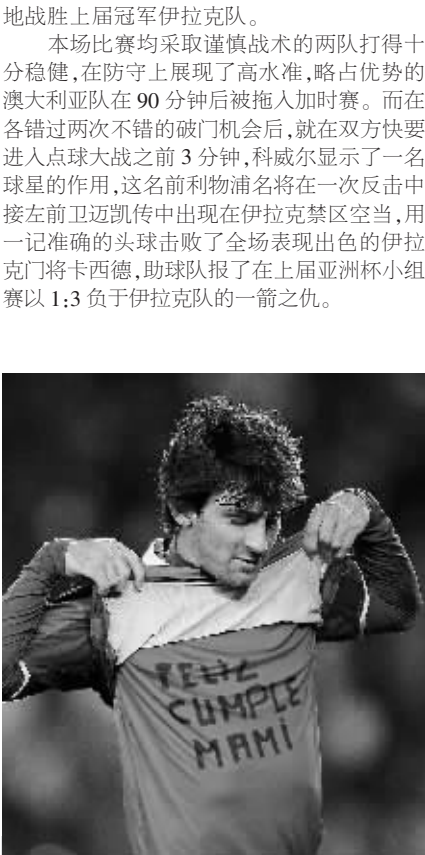 地战胜上届冠军伊拉克队。
本场比赛均采取谨慎战术的两队打得十
分稳健,在防守上展现了高水准,略占优势的
澳大利亚队在 90 分钟后被拖入加时赛。而在
各错过两次不错的破门机会后,就在双方快要
进入点球大战之前 3 分钟,科威尔显示了一名
球星的作用,这名前利物浦名将在一次反击中
接左前卫迈凯传中出现在伊拉克禁区空当,用
一记准确的头球击败了全场表现出色的伊拉
克门将卡西德,助球队报了在上届亚洲杯小组
赛以 1:3 负于伊拉克队的一箭之仇。
FELIZ
CUMPLE
MAMI